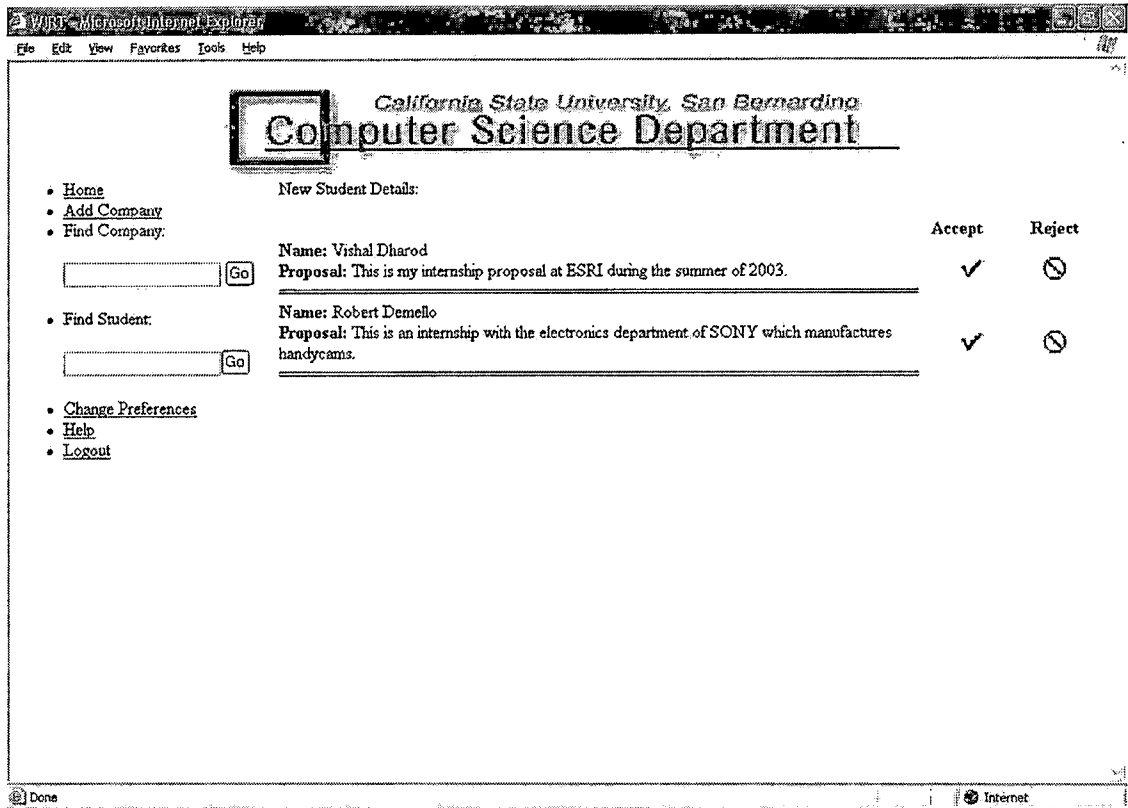 WIRT - Microsoft Internet Explorer
File Edit View Favorites Tools Help
California State University, San Bernardino
Computer Science Department
• Home
• Add Company
• Find Company:
Go
• Find Student:
Go
• Change Preferences
• Help
• Logout
New Student Details:
Accept Reject
Name: Vishal Dharod
Proposal: This is my internship proposal at ESRI during the summer of 2003.
Name: Robert Demello
Proposal: This is an internship with the electronics department of SONY which manufactures
handycams.
Done
Internet